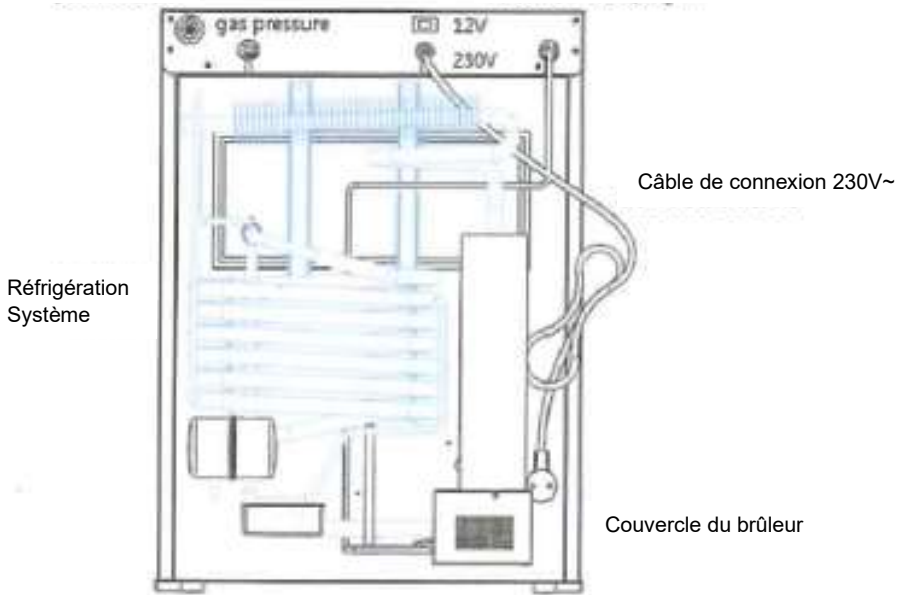 gas pressure
12V
230V
Câble de connexion 230V~
Réfrigération
Système
Couvercle du brûleur